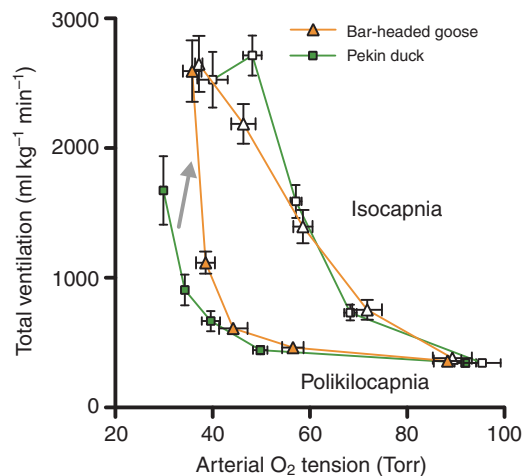 3000
2000
1000
0
Total ventilation (ml kg⁻¹ min⁻¹)
Bar-headed goose
Pekin duck
Isocapnia
Polikilocapnia
20
40
60
80
100
Arterial O₂ tension (Torr)